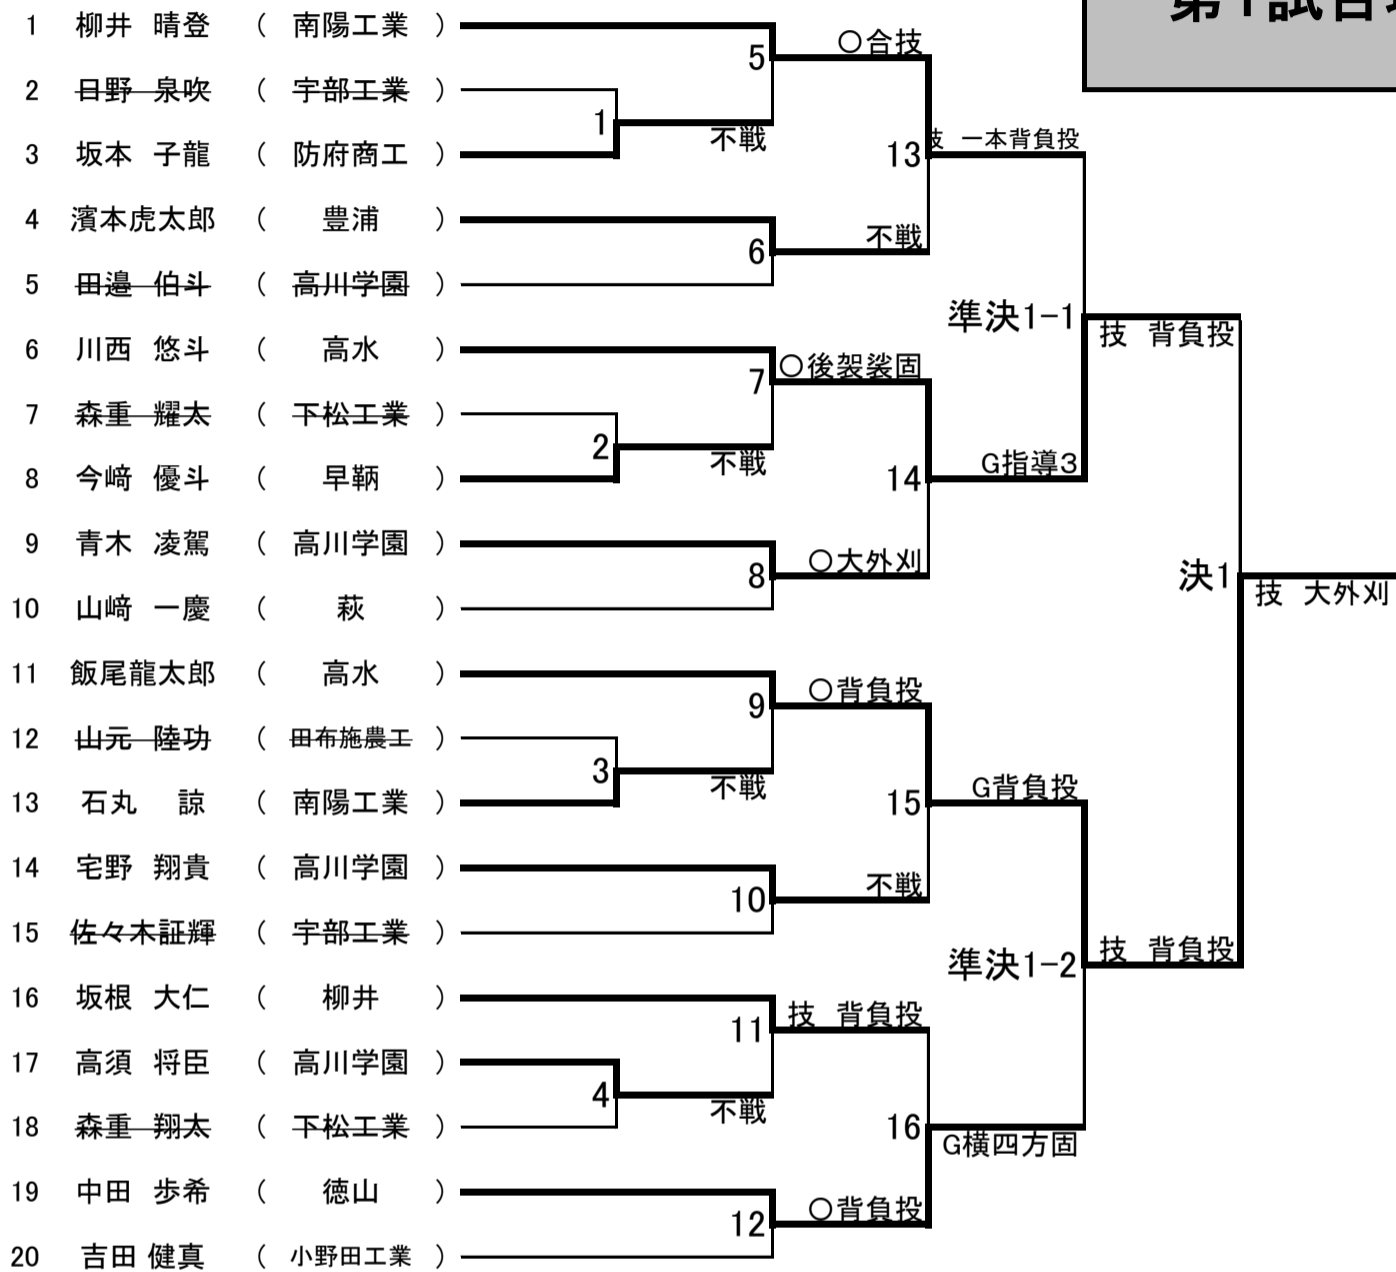 第1試合
1 柳井 晴登 ( 南陽工業 )
5 ○合技
2 日野 泉吹 ( 宇部工業 )
1 不戦
3 坂本 子龍 ( 防府商工 )
13 技 一本背負投
4 濱本虎太郎 ( 豊浦 )
6 不戦
5 田邉 伯斗 ( 高川学園 )
準決1-1 技 背負投
6 川西 悠斗 ( 高水 )
7 ○後袈裟固
7 森重 耀太 ( 下松工業 )
2 不戦
8 今﨑 優斗 ( 早鞆 )
14 G指導3
9 青木 凌駕 ( 高川学園 )
8 ○大外刈
決1 技 大外刈
10 山﨑 一慶 ( 萩 )
11 飯尾龍太郎 ( 高水 )
9 ○背負投
12 山元 陸功 ( 田布施農工 )
3 不戦
13 石丸 諒 ( 南陽工業 )
15 G背負投
14 宅野 翔貴 ( 高川学園 )
10 不戦
15 佐々木証輝 ( 宇部工業 )
準決1-2 技 背負投
16 坂根 大仁 ( 柳井 )
11 技 背負投
17 高須 将臣 ( 高川学園 )
4 不戦
18 森重 翔太 ( 下松工業 )
16 G横四方固
19 中田 歩希 ( 徳山 )
12 ○背負投
20 吉田 健真 ( 小野田工業 )